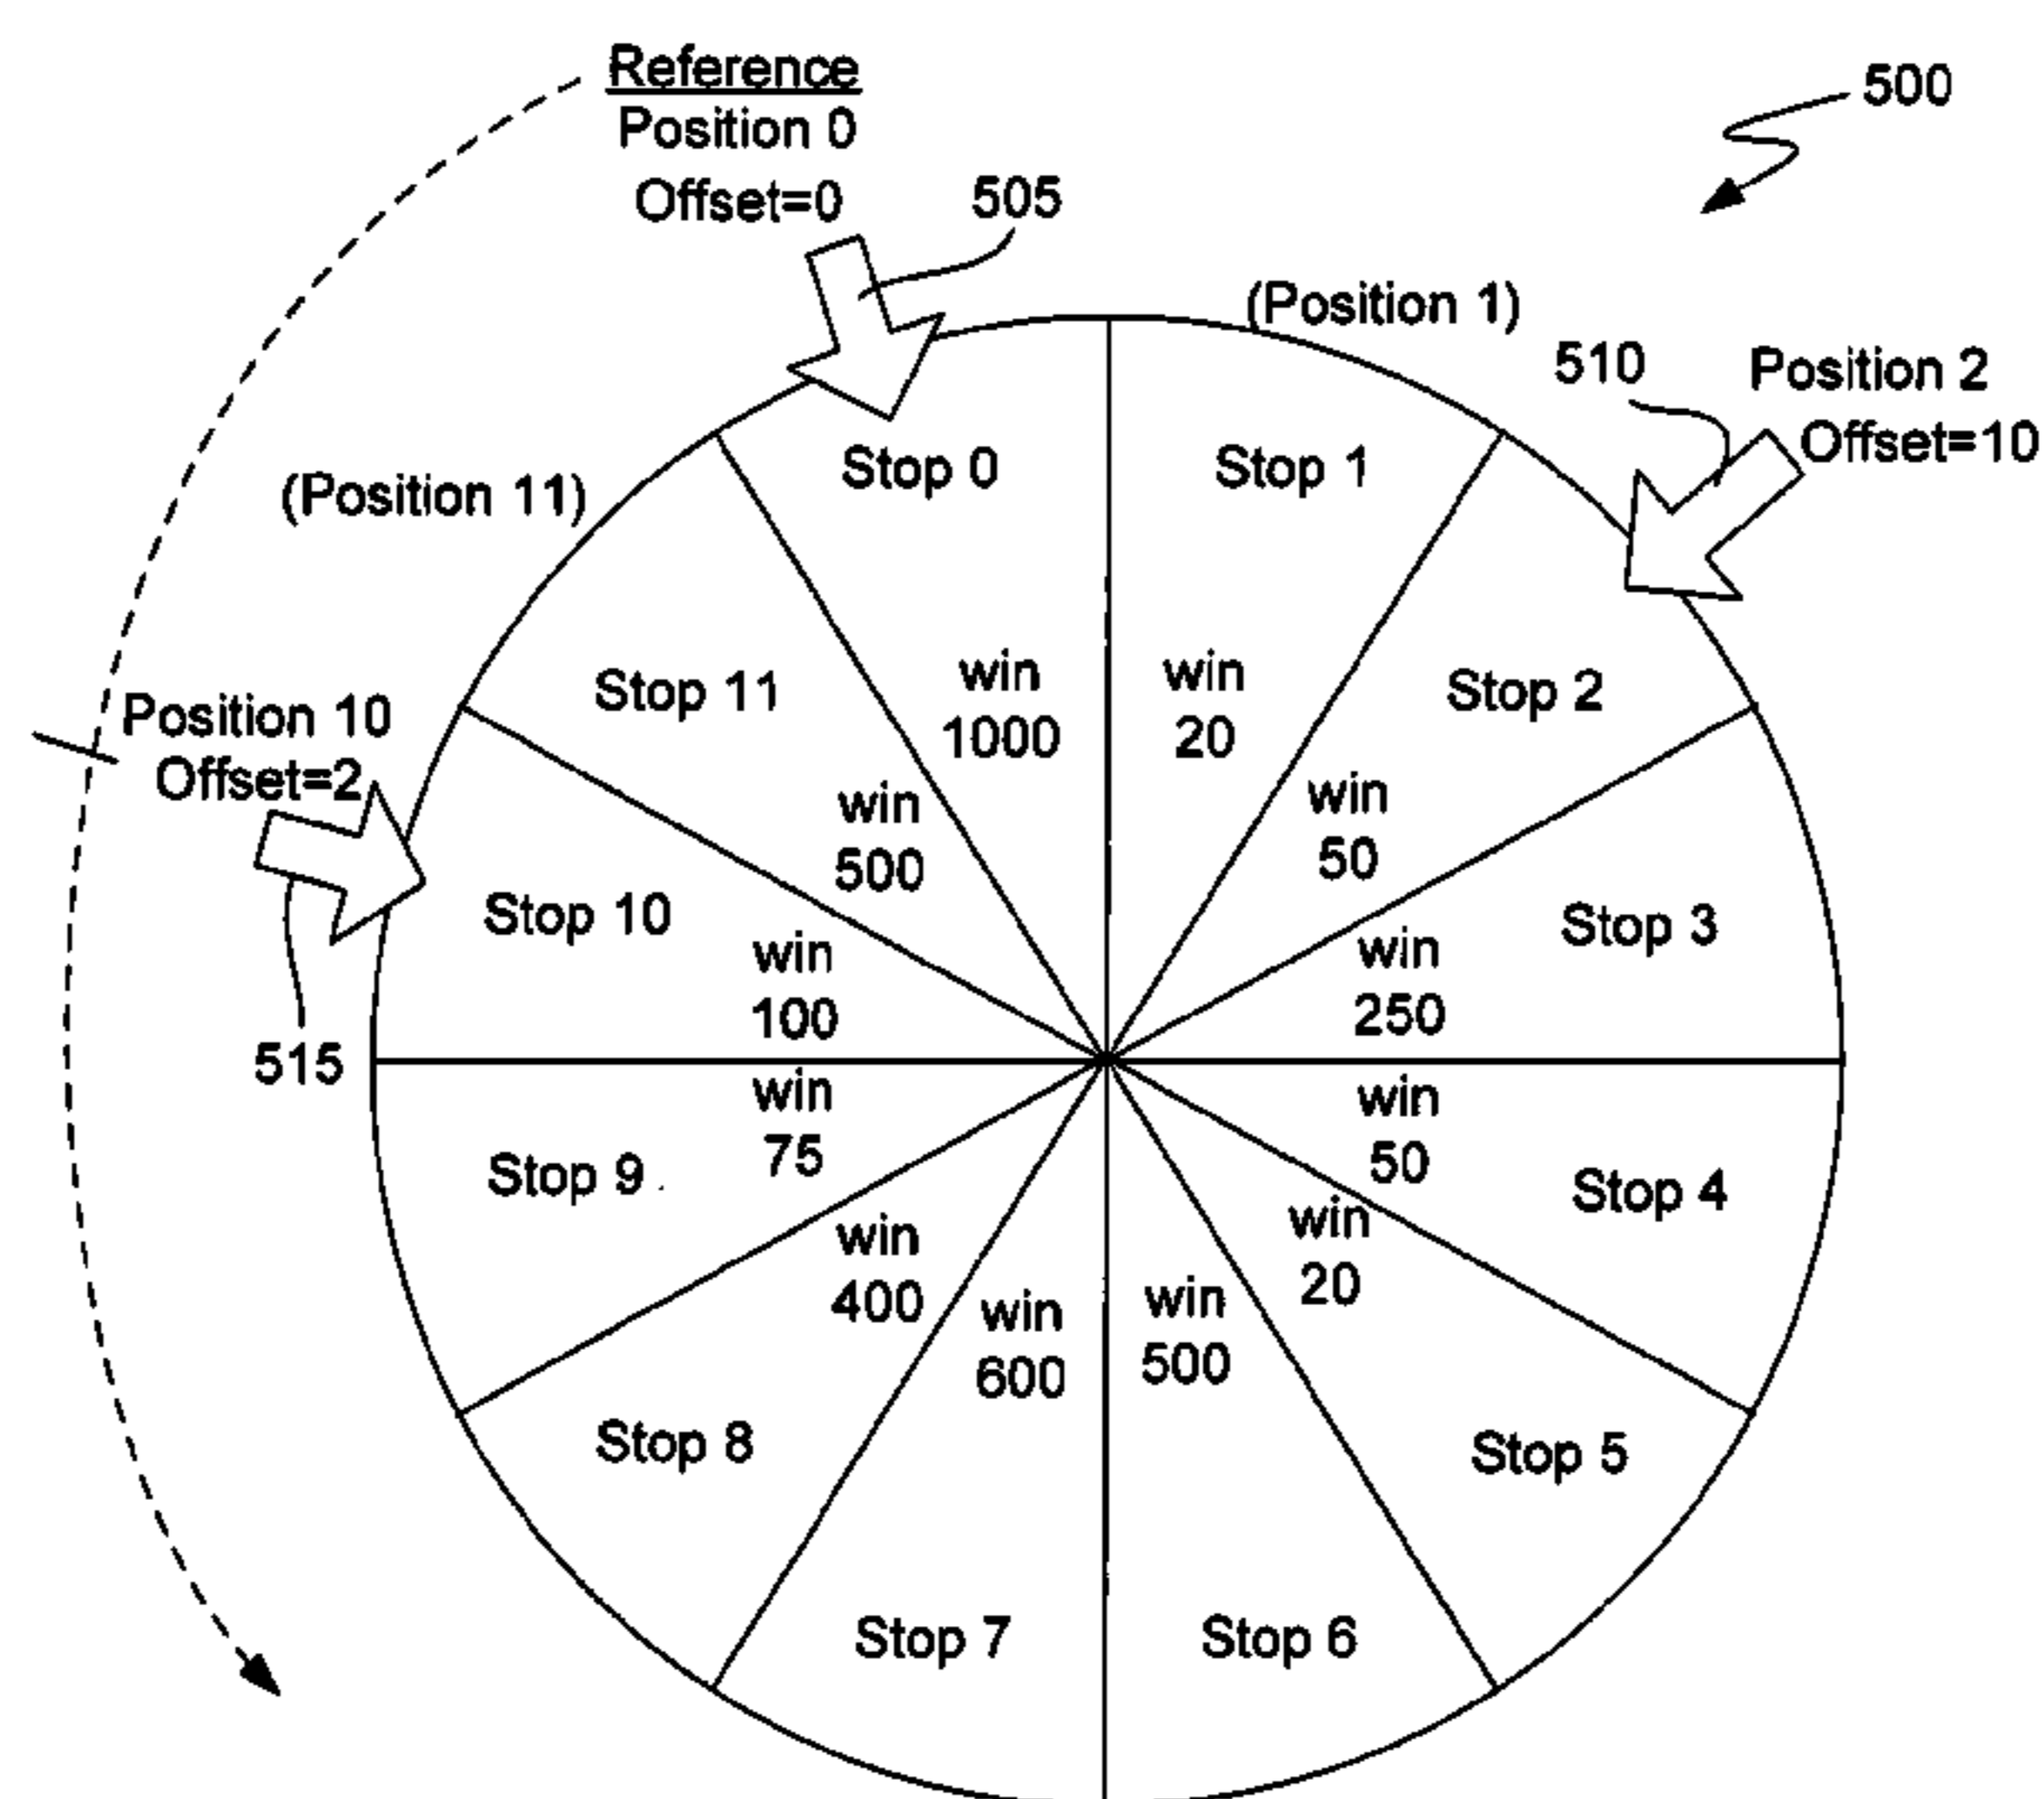 Reference
Position 0
Offset=0
505
500
(Position 1)
510
Position 2
Offset=10
(Position 11)
Stop 0
Stop 1
Stop 11
win
1000
win
20
Stop 2
Position 10
Offset=2
win
500
win
50
Stop 10
win
100
win
250
Stop 3
515
Stop 9
win
75
win
50
Stop 4
win
400
win
600
win
500
win
20
Stop 8
Stop 5
Stop 7
Stop 6